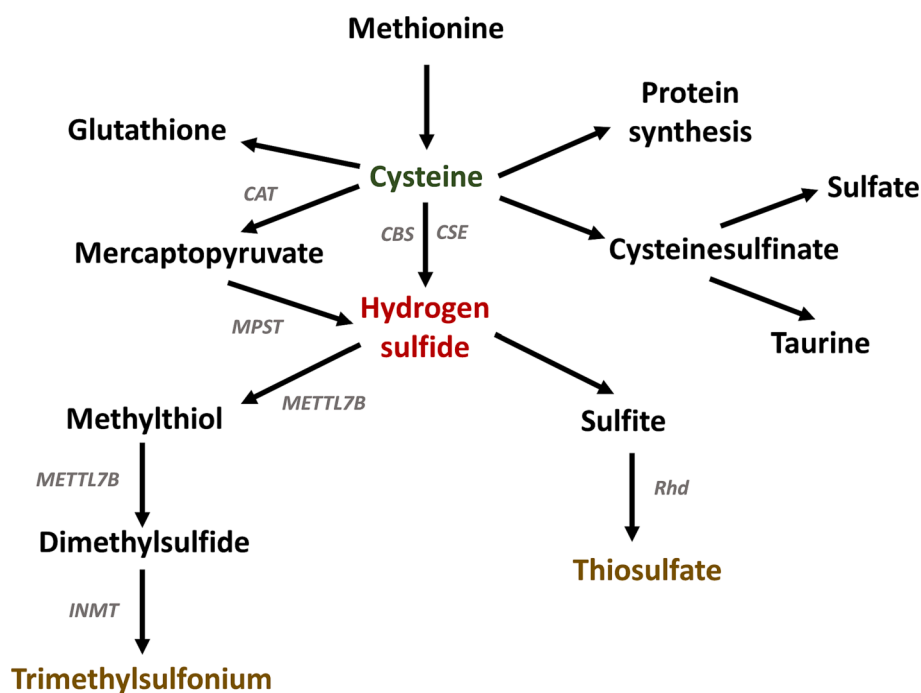 Methionine
Protein
synthesis
Glutathione
Cysteine
Sulfate
CAT
CBS
CSE
Mercaptopyruvate
Cysteinesulfinate
Hydrogen
sulfide
MPST
Taurine
METTL7B
Methylthiol
Sulfite
METTL7B
Rhd
Dimethylsulfide
Thiosulfate
INMT
Trimethylsulfonium